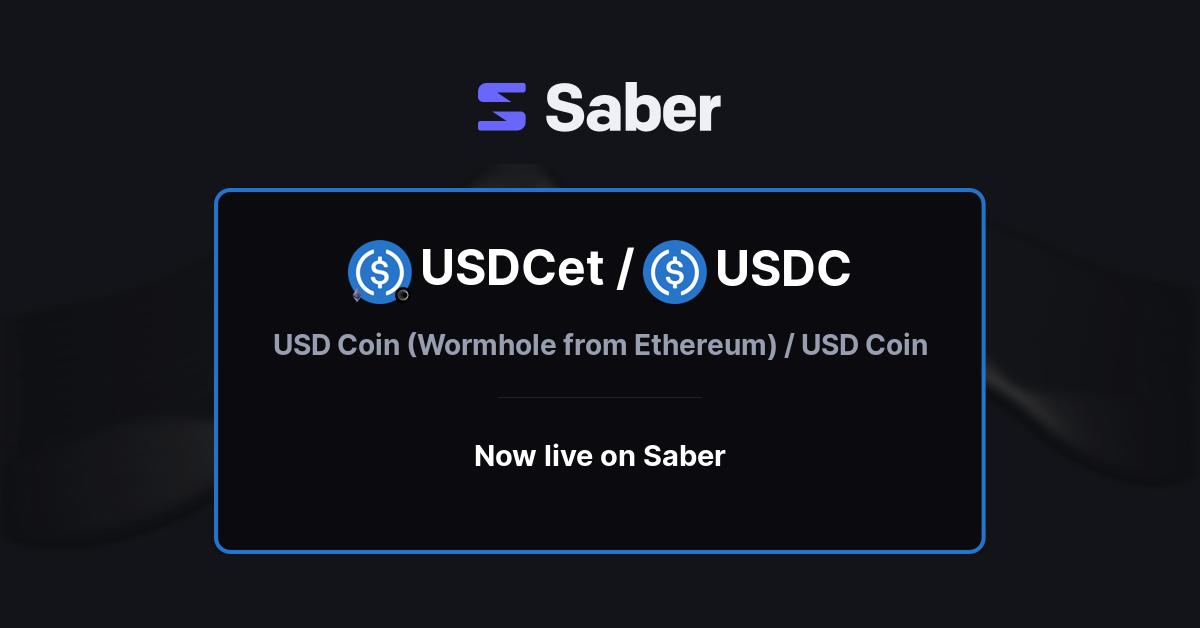 Saber
USDCet / USDC
USD Coin (Wormhole from Ethereum) / USD Coin
Now live on Saber